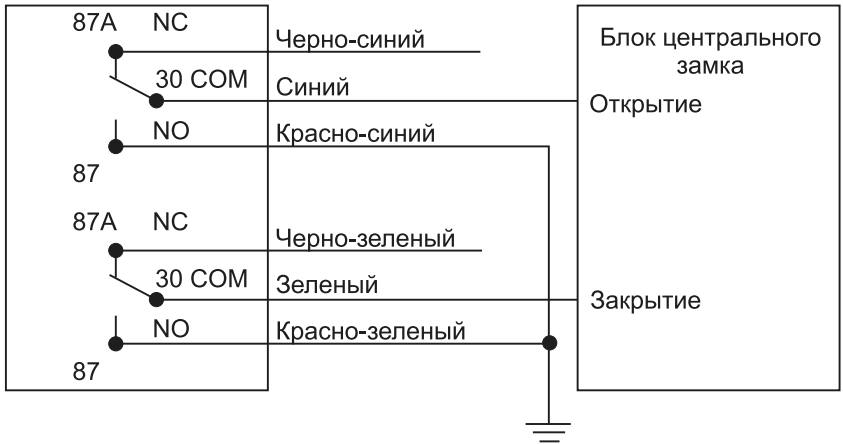 87A NC
Черно-синий
30 COM
Синий
NO
Красно-синий
87
87A NC
Черно-зеленый
30 COM
Зеленый
NO
Красно-зеленый
87
Блок центрального
замка
Открытие
Закрытие